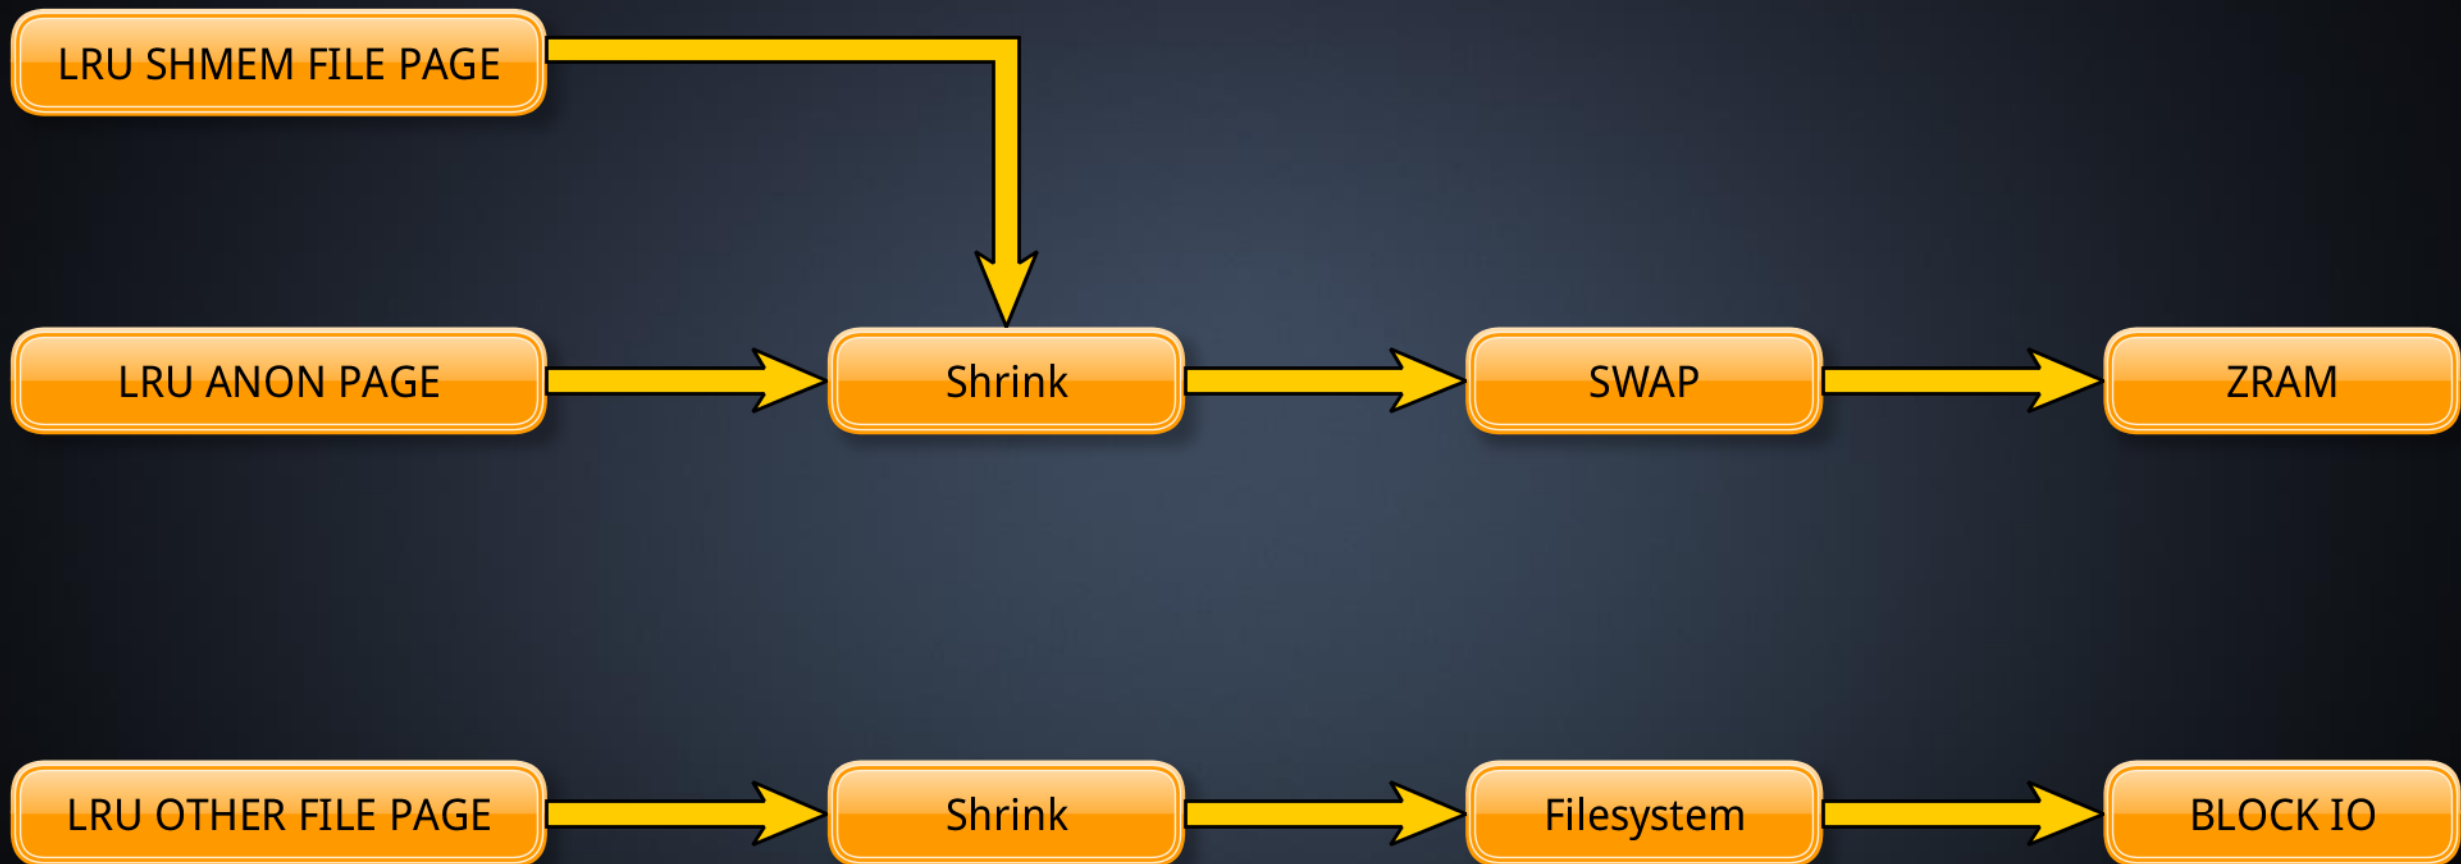 LRU SHMEM FILE PAGE
LRU ANON PAGE
Shrink
SWAP
ZRAM
LRU OTHER FILE PAGE
Shrink
Filesystem
BLOCK IO